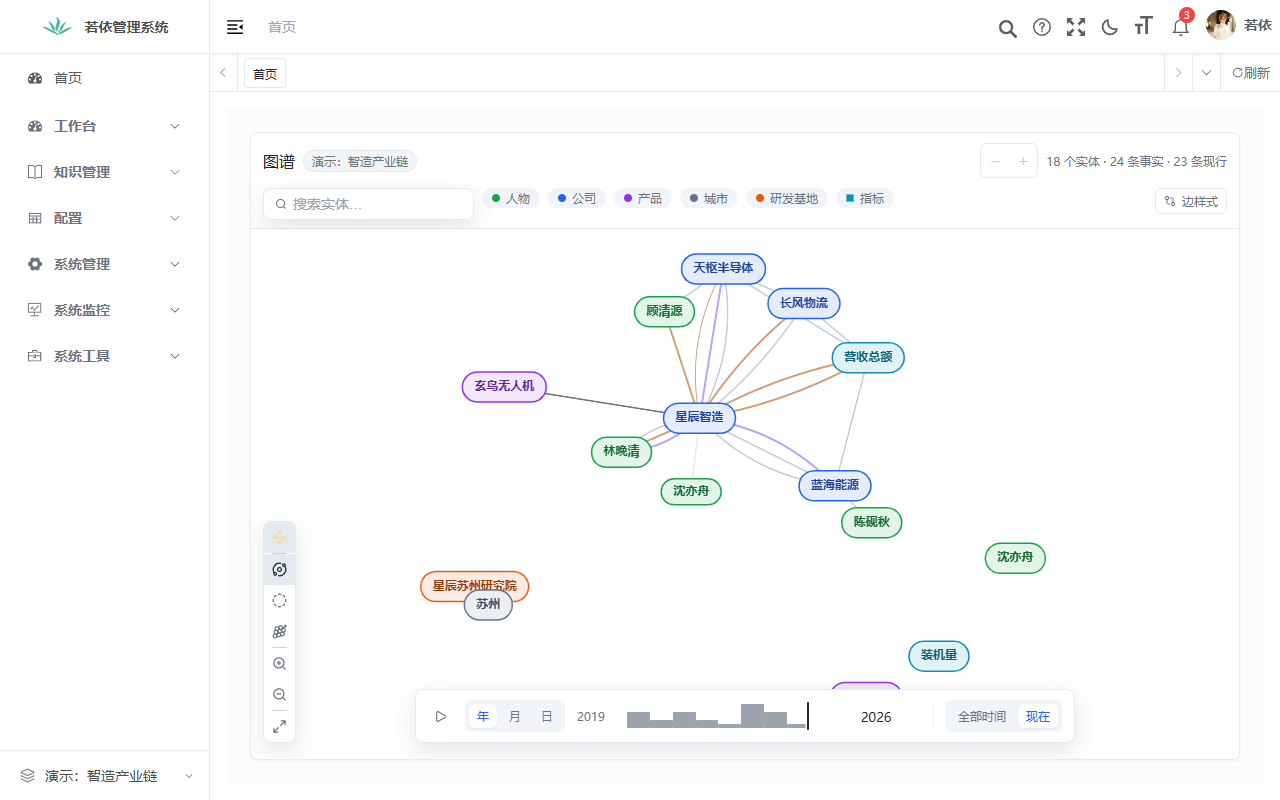 若依管理系统
首页
3
若依
首页
刷新
首页
工作台
知识管理
配置
系统管理
系统监控
系统工具
演示：智造产业链
图谱
演示：智造产业链
18 个实体 · 24 条事实 · 23 条现行
搜索实体…
人物
公司
产品
城市
研发基地
指标
边样式
天枢半导体
长风物流
顾清源
营收总额
玄鸟无人机
星辰智造
林晚清
蓝海能源
沈亦舟
陈砚秋
沈亦舟
星辰苏州研究院
苏州
装机量
年
月
日
2019
2026
全部时间
现在